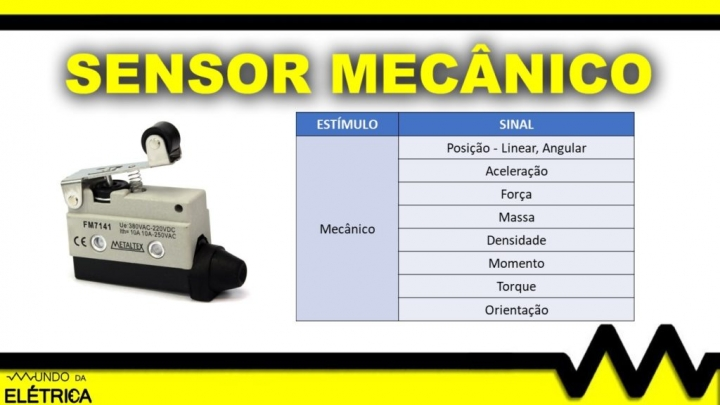 SENSOR MECÂNICO
ESTÍMULO SINAL
Mecânico
Posição - Linear, Angular
Aceleração
Força
Massa
Densidade
Momento
Torque
Orientação
FM7141
Ue:380VAC-220VDC
Ith= 10A 10A-250VAC
CE METALTEX
MUNDO DA
ELÉTRICA